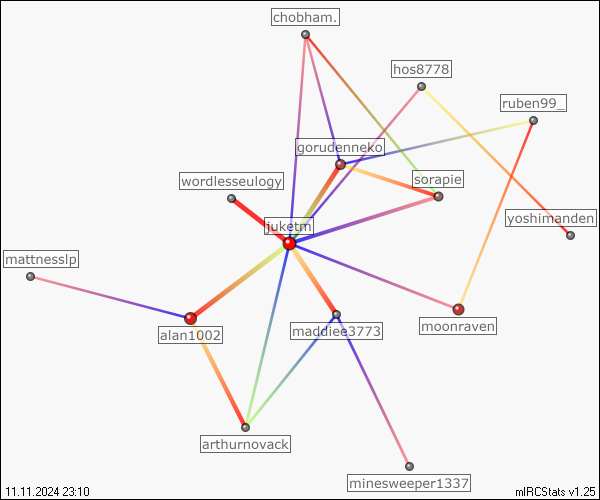 chobham.
hos8778
ruben99_
gorudenneko
wordlesseulogy
sorapie
juketm
yoshimanden
mattnesslp
alan1002
maddiee3773
moonraven
arthurnovack
minesweeper1337
11.11.2024 23:10
mIRCStats v1.25